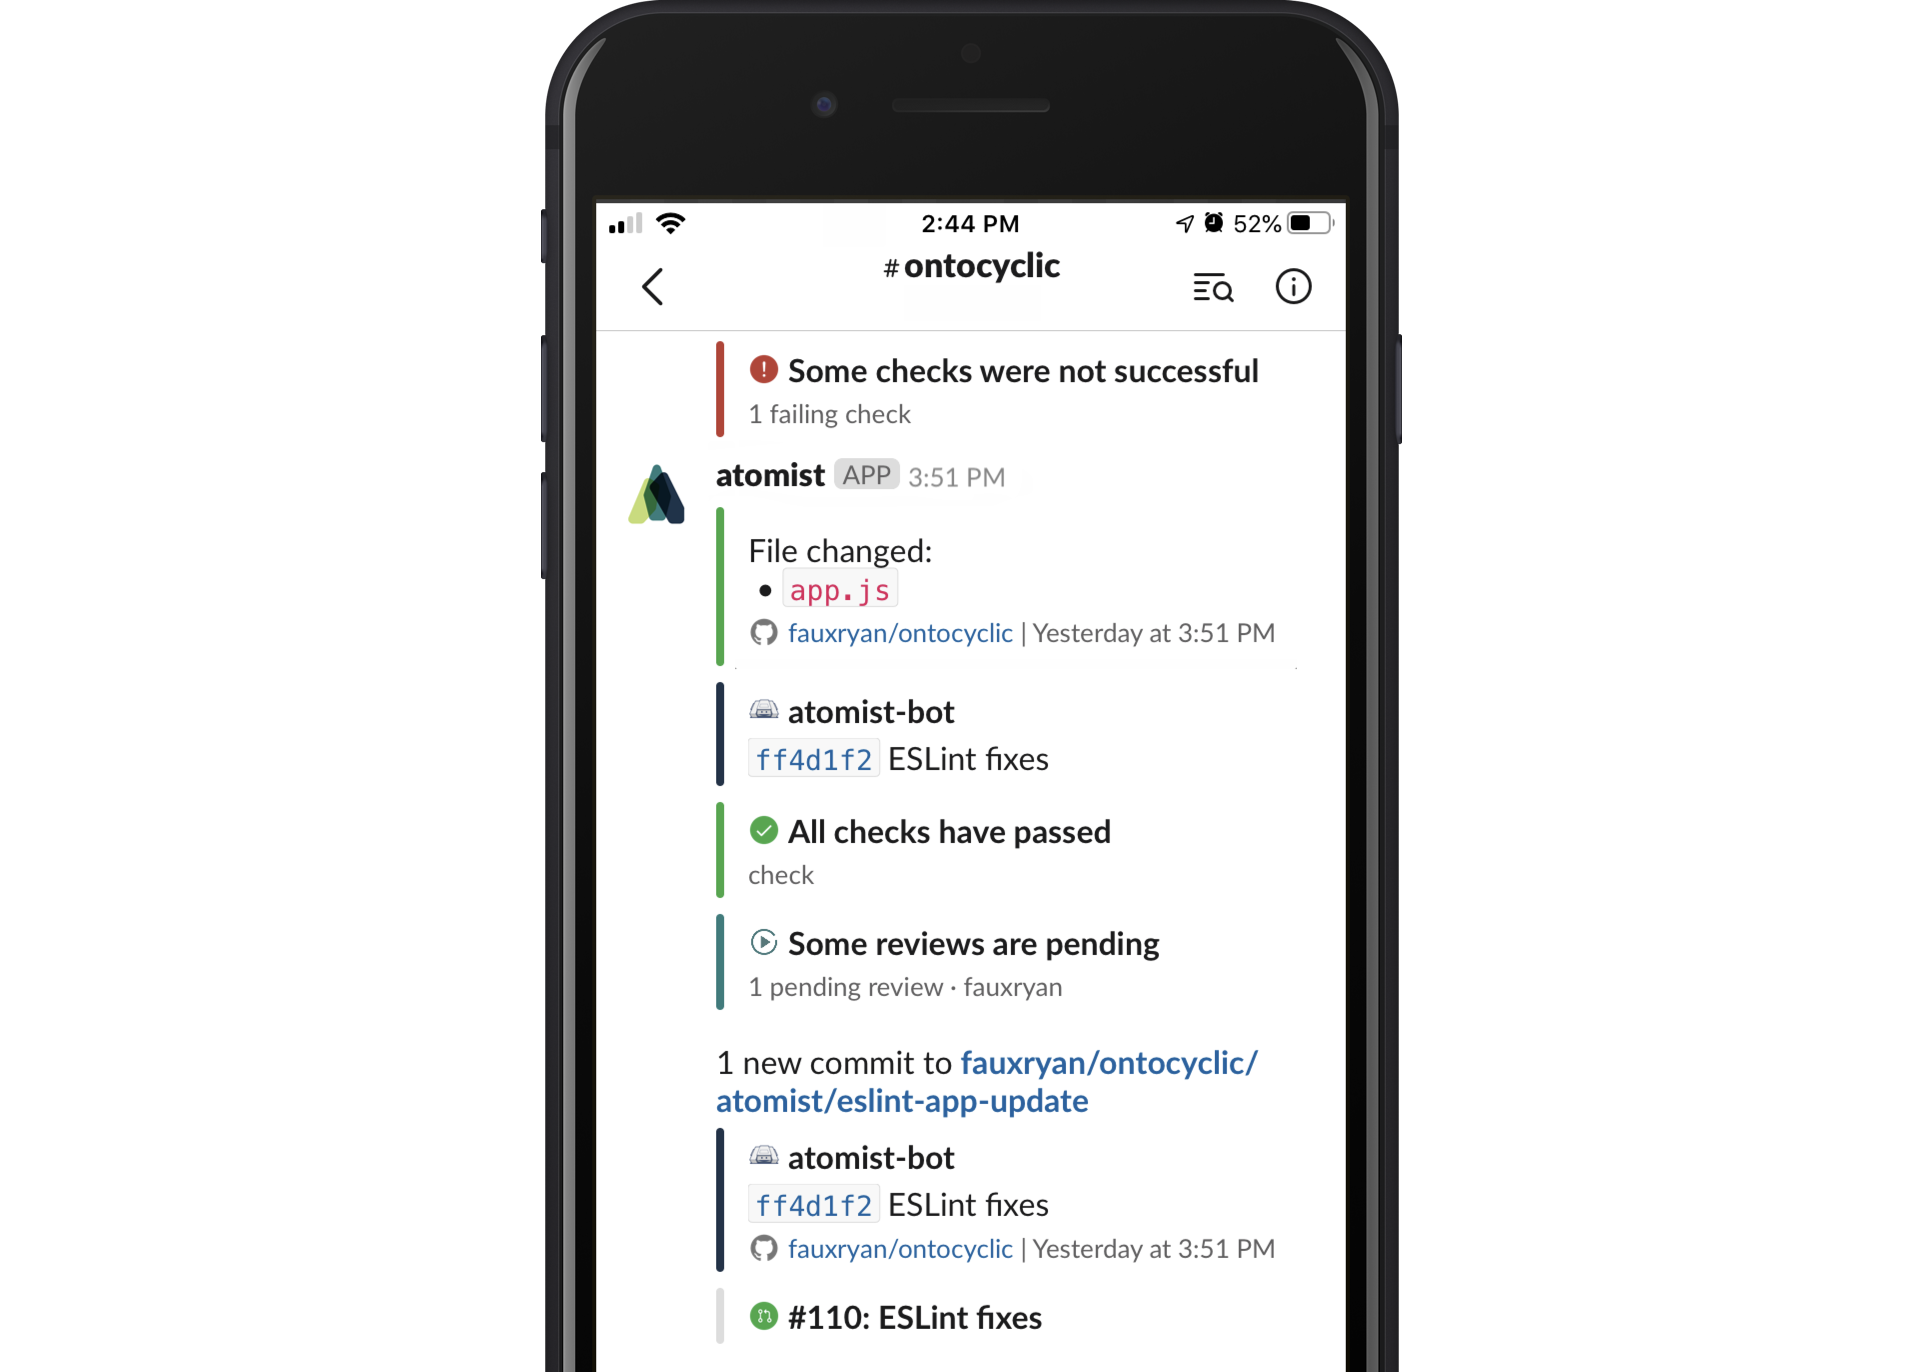 2:44 PM
52%
# ontocyclic
Some checks were not successful
1 failing check
atomist APP 3:51 PM
File changed:
• app.js
fauxryan/ontocyclic | Yesterday at 3:51 PM
atomist-bot
ff4d1f2 ESLint fixes
All checks have passed
check
Some reviews are pending
1 pending review · fauxryan
1 new commit to fauxryan/ontocyclic/
atomist/eslint-app-update
atomist-bot
ff4d1f2 ESLint fixes
fauxryan/ontocyclic | Yesterday at 3:51 PM
#110: ESLint fixes